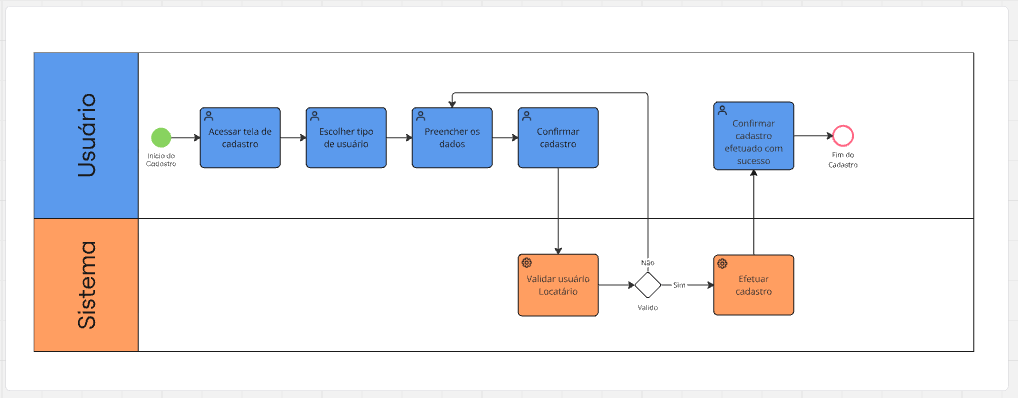 Usuário
Início do
Cadastro
Acessar tela de
cadastro
Escolher tipo
de usuário
Preencher os
dados
Confirmar
cadastro
Confirmar
cadastro
efetuado com
sucesso
Fim do
Cadastro
Sistema
Validar usuário
Locatário
Não
Valido
Sim
Efetuar
cadastro